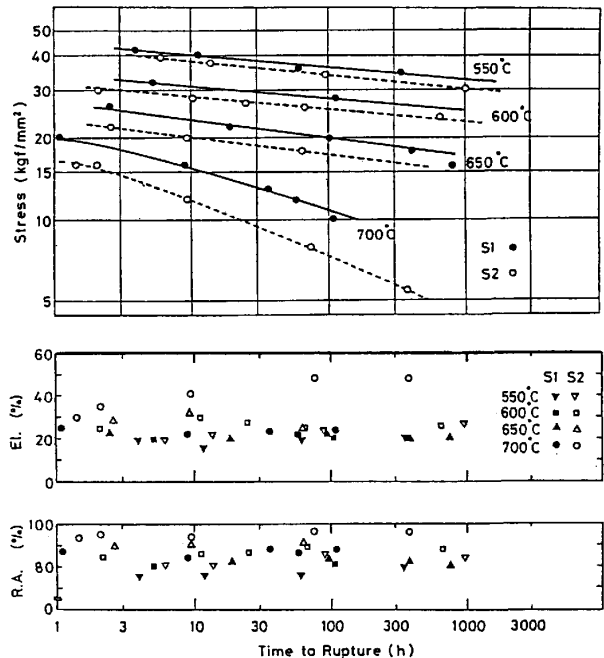 Stress (kgf/mm²)
50
40
30
20
15
10
5
550°C
600°C
650°C
700°C
S1 ●
S2 ○
El. (%)
60
40
20
0
S1 S2
550°C ▼ ▽
600°C ■ □
650°C ▲ △
700°C ● ○
R.A. (%)
100
80
1 3 10 30 100 300 1000 3000
Time to Rupture (h)